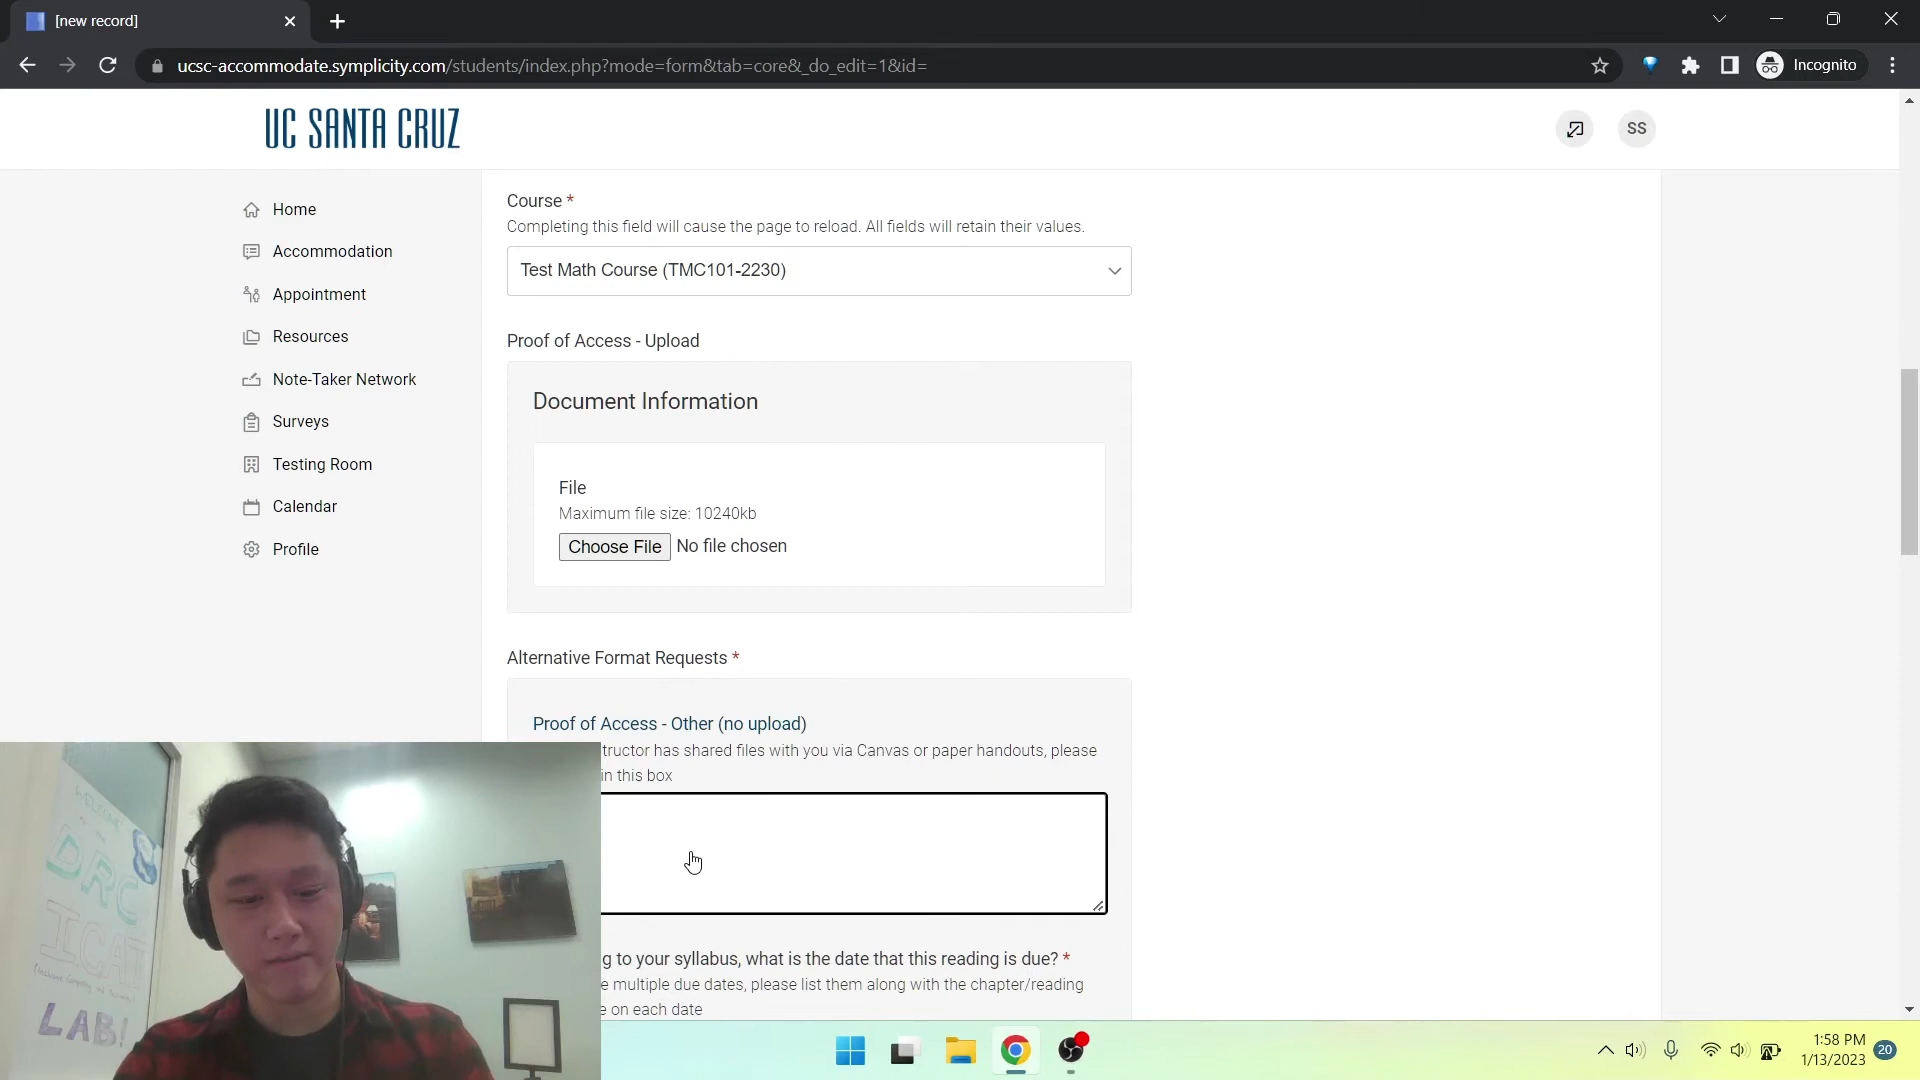 [new record]
ucsc-accommodate.symplicity.com/students/index.php?mode=form&tab=core&_do_edit=1&id=
Incognito
UC SANTA CRUZ
SS
Home
Accommodation
Appointment
Resources
Note-Taker Network
Surveys
Testing Room
Calendar
Profile
Course *
Completing this field will cause the page to reload. All fields will retain their values.
Test Math Course (TMC101-2230)
Proof of Access - Upload
Document Information
File
Maximum file size: 10240kb
Choose File No file chosen
Alternative Format Requests *
Proof of Access - Other (no upload)
tructor has shared files with you via Canvas or paper handouts, please
in this box
g to your syllabus, what is the date that this reading is due? *
e multiple due dates, please list them along with the chapter/reading
e on each date
WELCOME
DRC
ICAT
LAB!
1:58 PM
1/13/2023
20